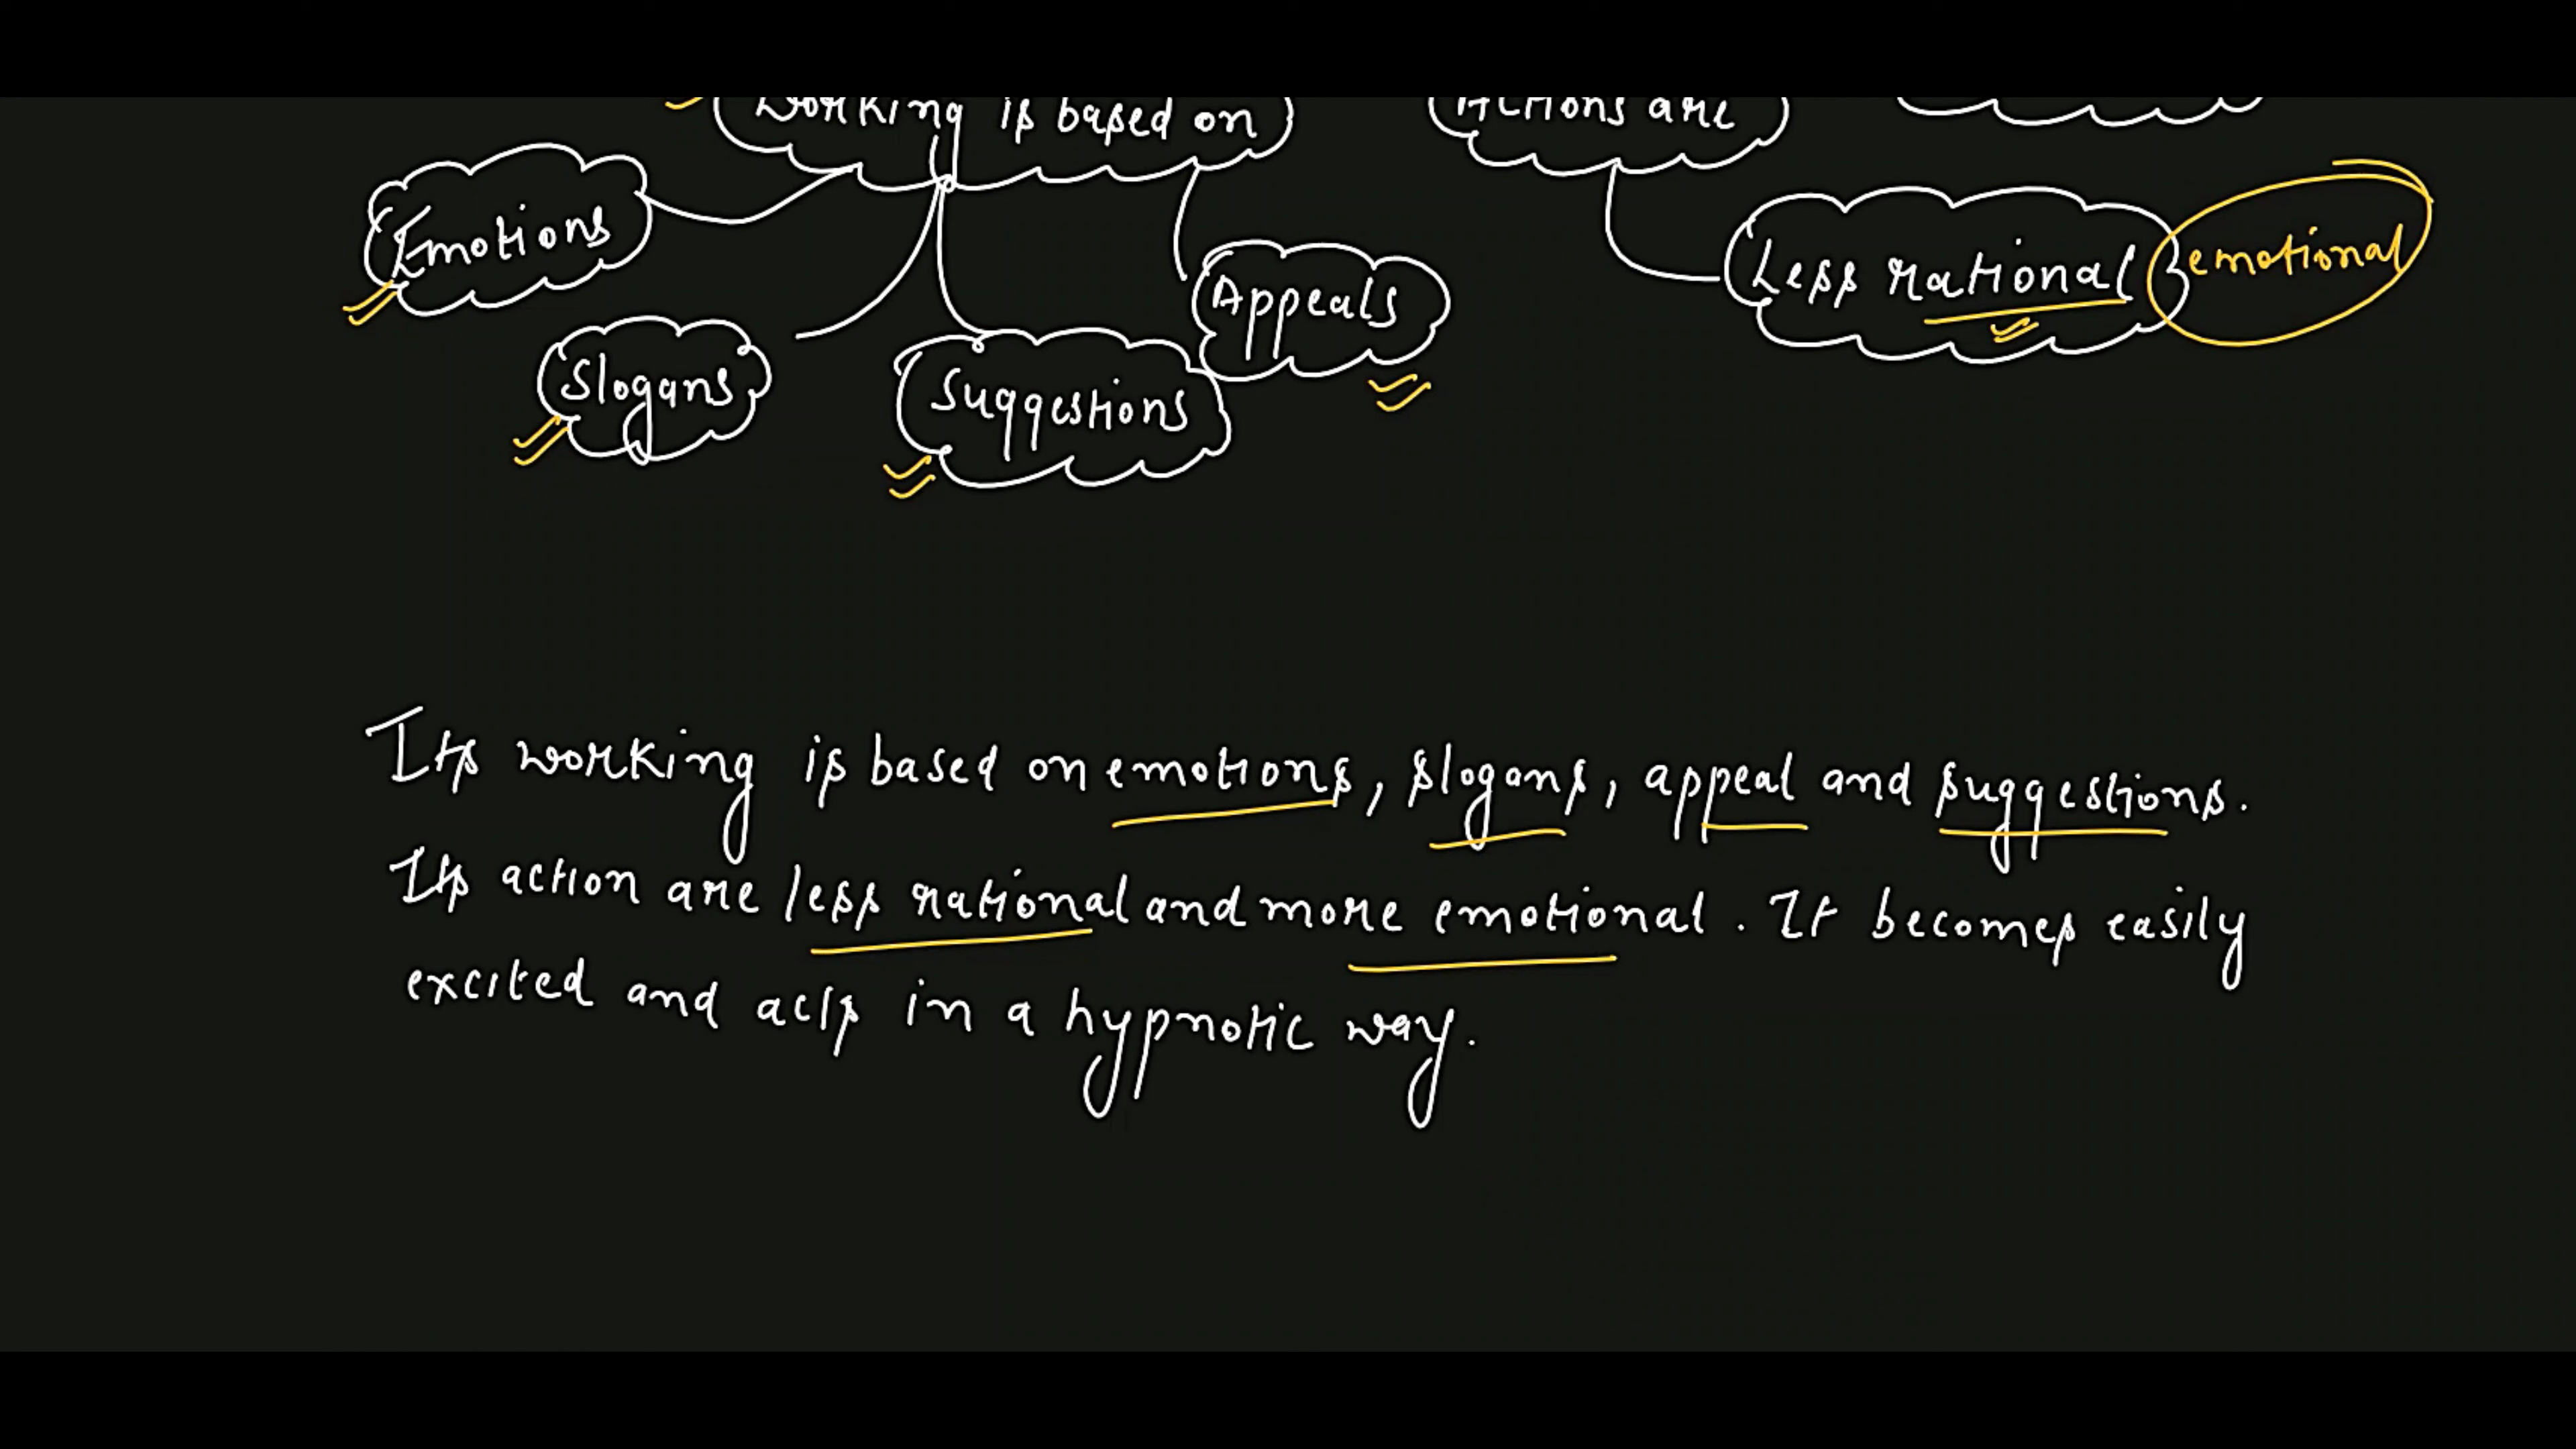 Working is based on
Actions are
Emotions
Less rational
emotional
Appeals
Slogans
Suggestions
Its working is based on emotions, slogans, appeal and suggestions.
Its action are less rational and more emotional. It becomes easily
excited and acts in a hypnotic way.